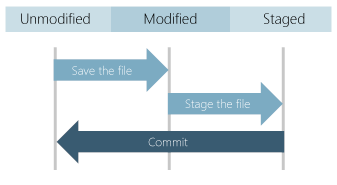 Unmodified Modified Staged
Save the file
Stage the file
Commit